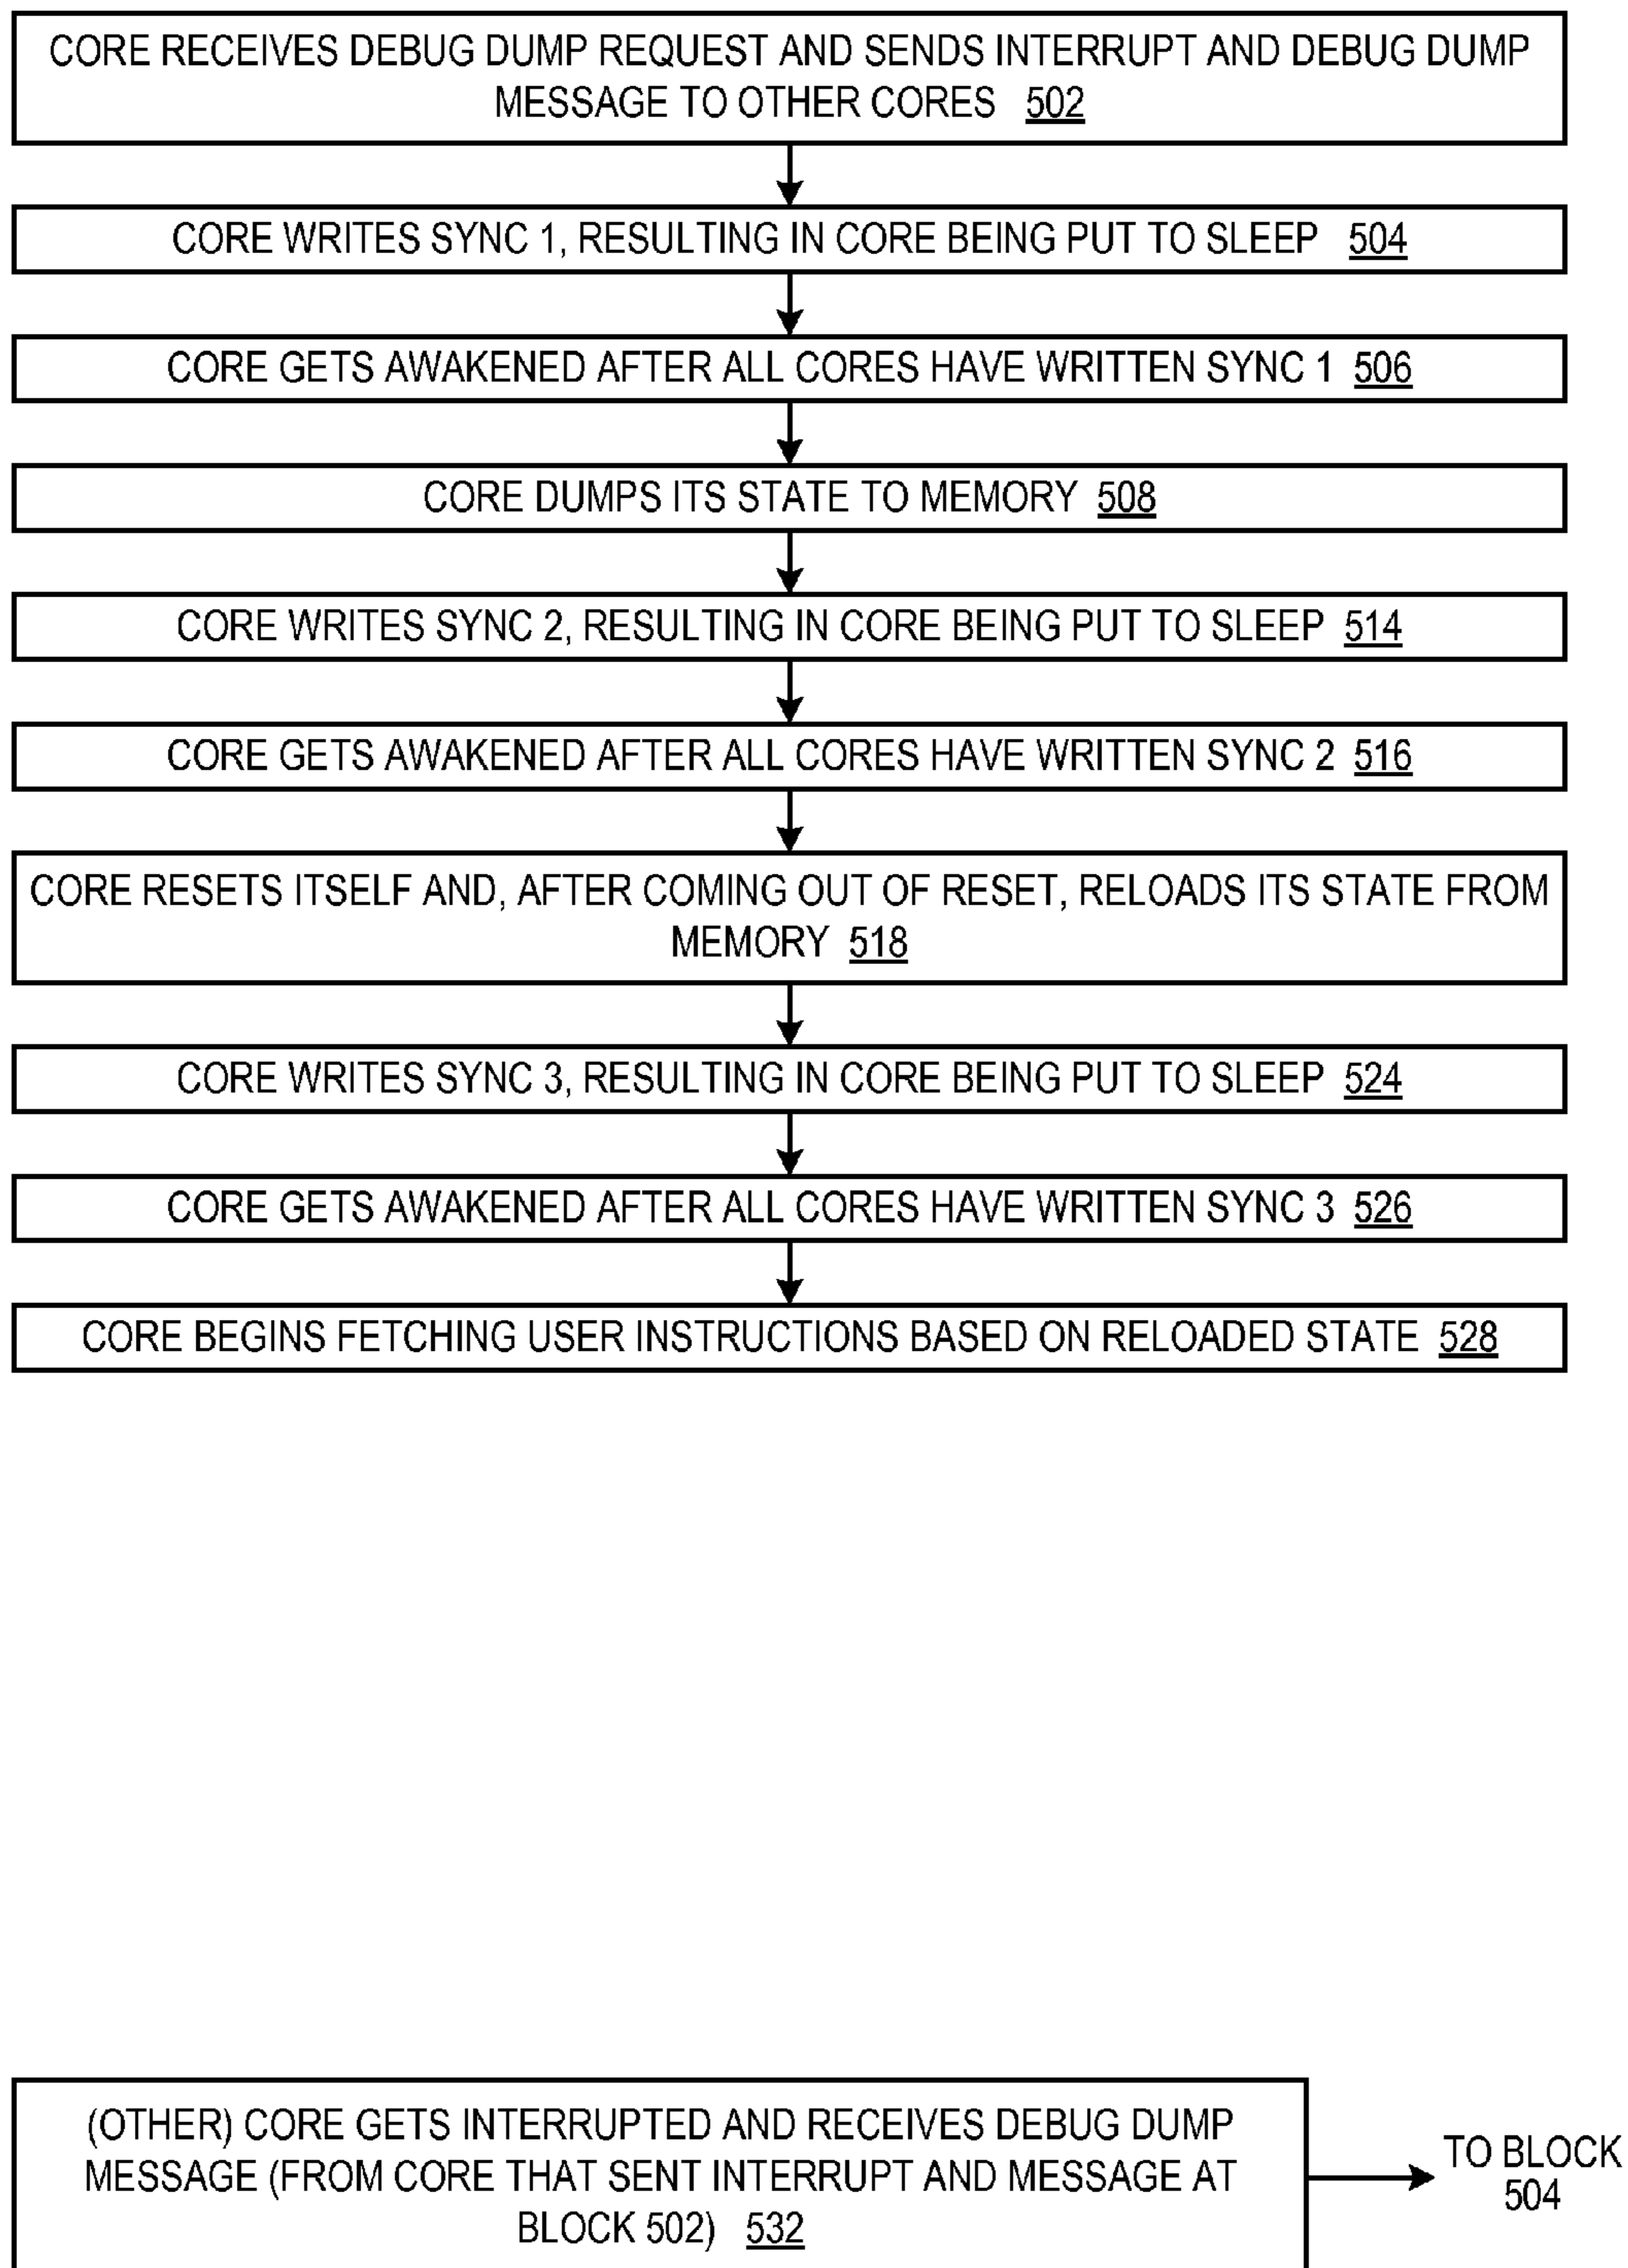 CORE RECEIVES DEBUG DUMP REQUEST AND SENDS INTERRUPT AND DEBUG DUMP
MESSAGE TO OTHER CORES 502
CORE WRITES SYNC 1, RESULTING IN CORE BEING PUT TO SLEEP 504
CORE GETS AWAKENED AFTER ALL CORES HAVE WRITTEN SYNC 1 506
CORE DUMPS ITS STATE TO MEMORY 508
CORE WRITES SYNC 2, RESULTING IN CORE BEING PUT TO SLEEP 514
CORE GETS AWAKENED AFTER ALL CORES HAVE WRITTEN SYNC 2 516
CORE RESETS ITSELF AND, AFTER COMING OUT OF RESET, RELOADS ITS STATE FROM
MEMORY 518
CORE WRITES SYNC 3, RESULTING IN CORE BEING PUT TO SLEEP 524
CORE GETS AWAKENED AFTER ALL CORES HAVE WRITTEN SYNC 3 526
CORE BEGINS FETCHING USER INSTRUCTIONS BASED ON RELOADED STATE 528
(OTHER) CORE GETS INTERRUPTED AND RECEIVES DEBUG DUMP
MESSAGE (FROM CORE THAT SENT INTERRUPT AND MESSAGE AT
BLOCK 502) 532
TO BLOCK
504